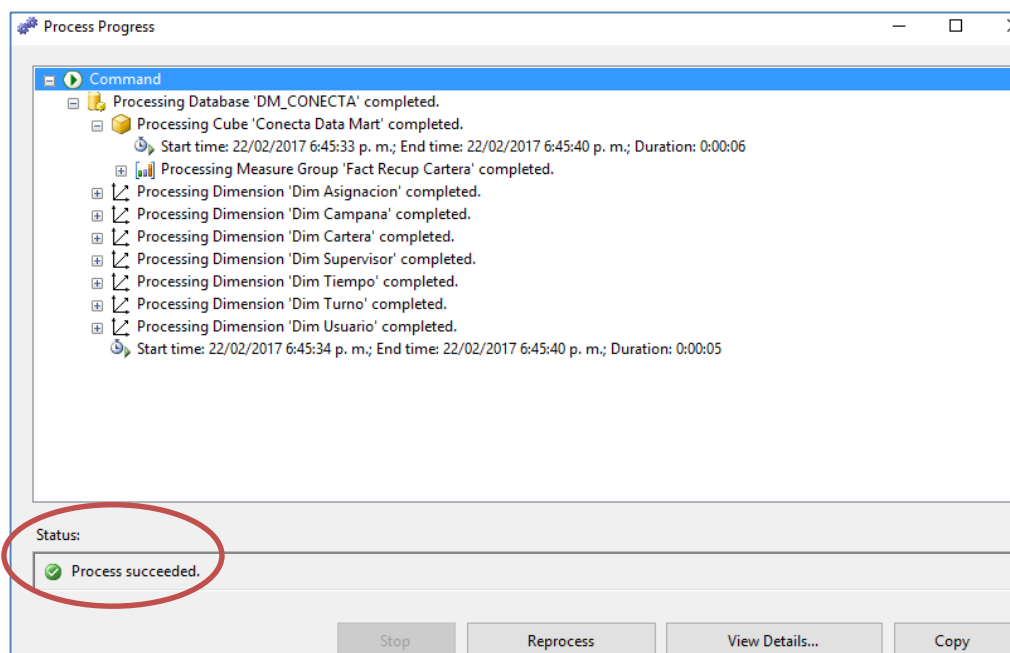 Process Progress
Command
Processing Database 'DM_CONECTA' completed.
Processing Cube 'Conecta Data Mart' completed.
Start time: 22/02/2017 6:45:33 p. m.; End time: 22/02/2017 6:45:40 p. m.; Duration: 0:00:06
Processing Measure Group 'Fact Recup Cartera' completed.
Processing Dimension 'Dim Asignacion' completed.
Processing Dimension 'Dim Campana' completed.
Processing Dimension 'Dim Cartera' completed.
Processing Dimension 'Dim Supervisor' completed.
Processing Dimension 'Dim Tiempo' completed.
Processing Dimension 'Dim Turno' completed.
Processing Dimension 'Dim Usuario' completed.
Start time: 22/02/2017 6:45:34 p. m.; End time: 22/02/2017 6:45:40 p. m.; Duration: 0:00:05
Status:
Process succeeded.
Stop Reprocess View Details... Copy